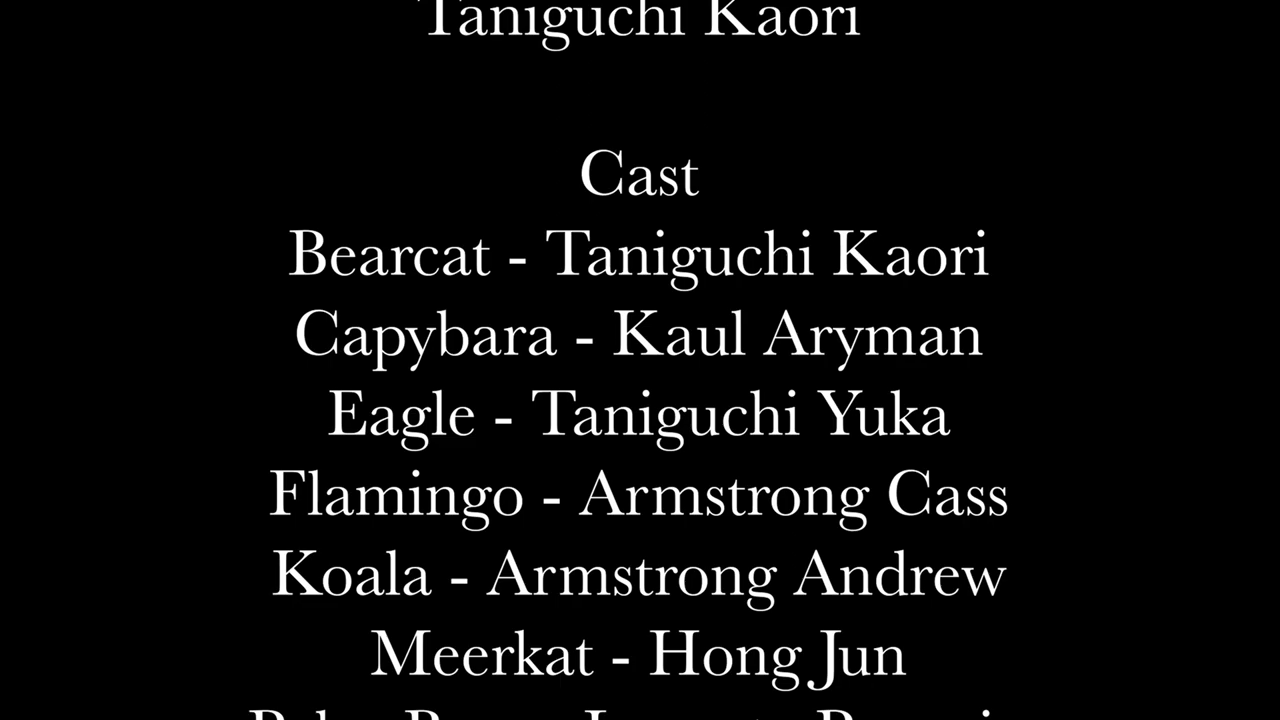 Taniguchi Kaori
Cast
Bearcat - Taniguchi Kaori
Capybara - Kaul Aryman
Eagle - Taniguchi Yuka
Flamingo - Armstrong Cass
Koala - Armstrong Andrew
Meerkat - Hong Jun